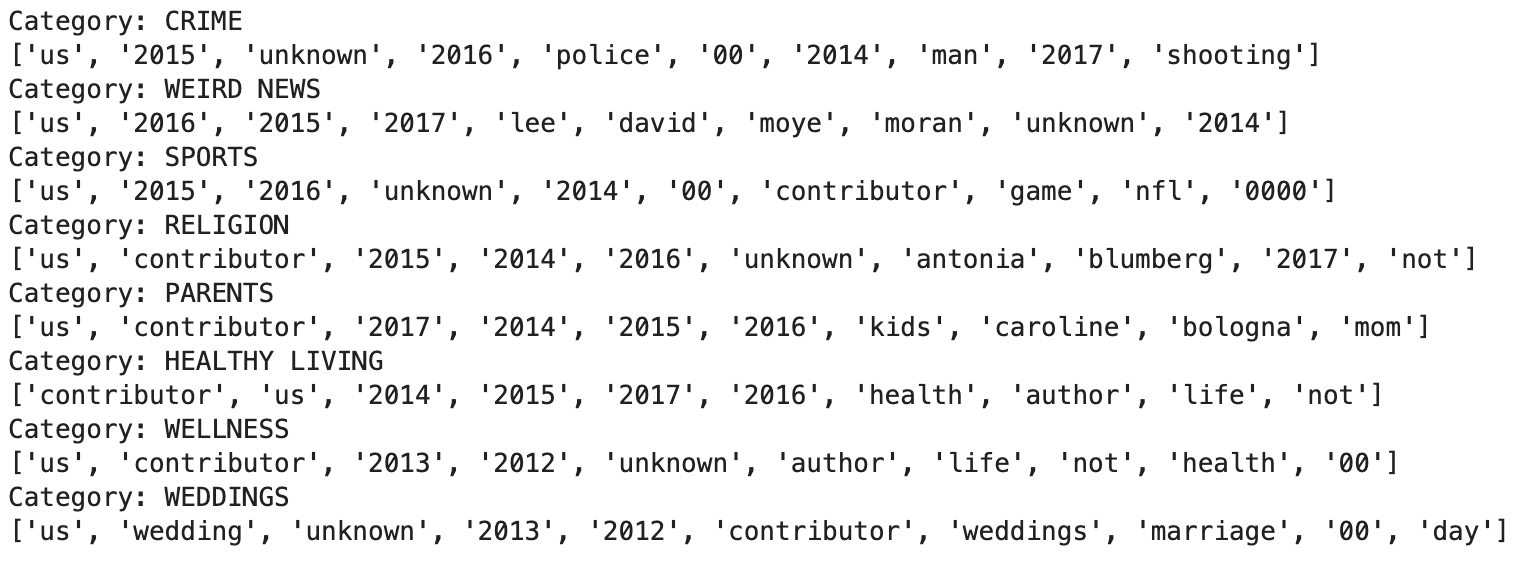 Category: CRIME
['us', '2015', 'unknown', '2016', 'police', '00', '2014', 'man', '2017', 'shooting']
Category: WEIRD NEWS
['us', '2016', '2015', '2017', 'lee', 'david', 'moye', 'moran', 'unknown', '2014']
Category: SPORTS
['us', '2015', '2016', 'unknown', '2014', '00', 'contributor', 'game', 'nfl', '0000']
Category: RELIGION
['us', 'contributor', '2015', '2014', '2016', 'unknown', 'antonia', 'blumberg', '2017', 'not']
Category: PARENTS
['us', 'contributor', '2017', '2014', '2015', '2016', 'kids', 'caroline', 'bologna', 'mom']
Category: HEALTHY LIVING
['contributor', 'us', '2014', '2015', '2017', '2016', 'health', 'author', 'life', 'not']
Category: WELLNESS
['us', 'contributor', '2013', '2012', 'unknown', 'author', 'life', 'not', 'health', '00']
Category: WEDDINGS
['us', 'wedding', 'unknown', '2013', '2012', 'contributor', 'weddings', 'marriage', '00', 'day']